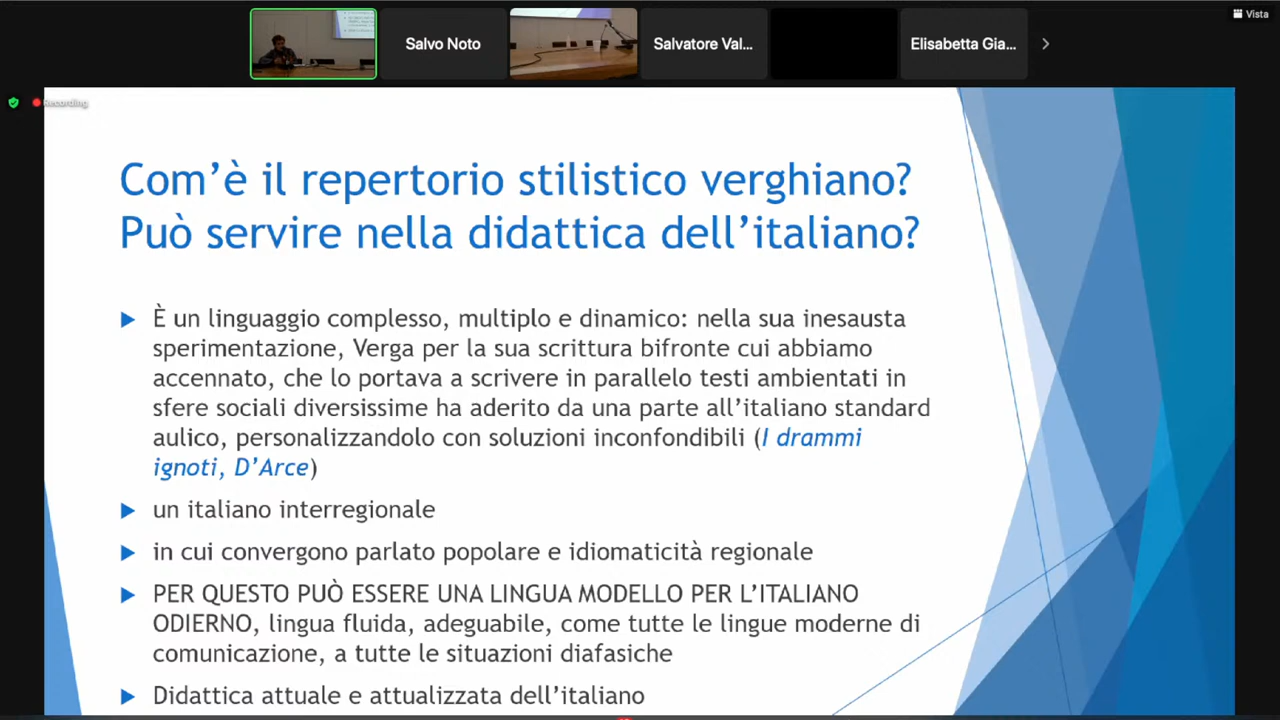 Vista
Salvo Noto
Salvatore Val...
Elisabetta Gia...
Recording
Com’è il repertorio stilistico verghiano?
Può servire nella didattica dell’italiano?
È un linguaggio complesso, multiplo e dinamico: nella sua inesausta
sperimentazione, Verga per la sua scrittura bifronte cui abbiamo
accennato, che lo portava a scrivere in parallelo testi ambientati in
sfere sociali diversissime ha aderito da una parte all’italiano standard
aulico, personalizzandolo con soluzioni inconfondibili (I drammi
ignoti, D’Arce)
un italiano interregionale
in cui convergono parlato popolare e idiomaticità regionale
PER QUESTO PUÒ ESSERE UNA LINGUA MODELLO PER L’ITALIANO
ODIERNO, lingua fluida, adeguabile, come tutte le lingue moderne di
comunicazione, a tutte le situazioni diafasiche
Didattica attuale e attualizzata dell’italiano